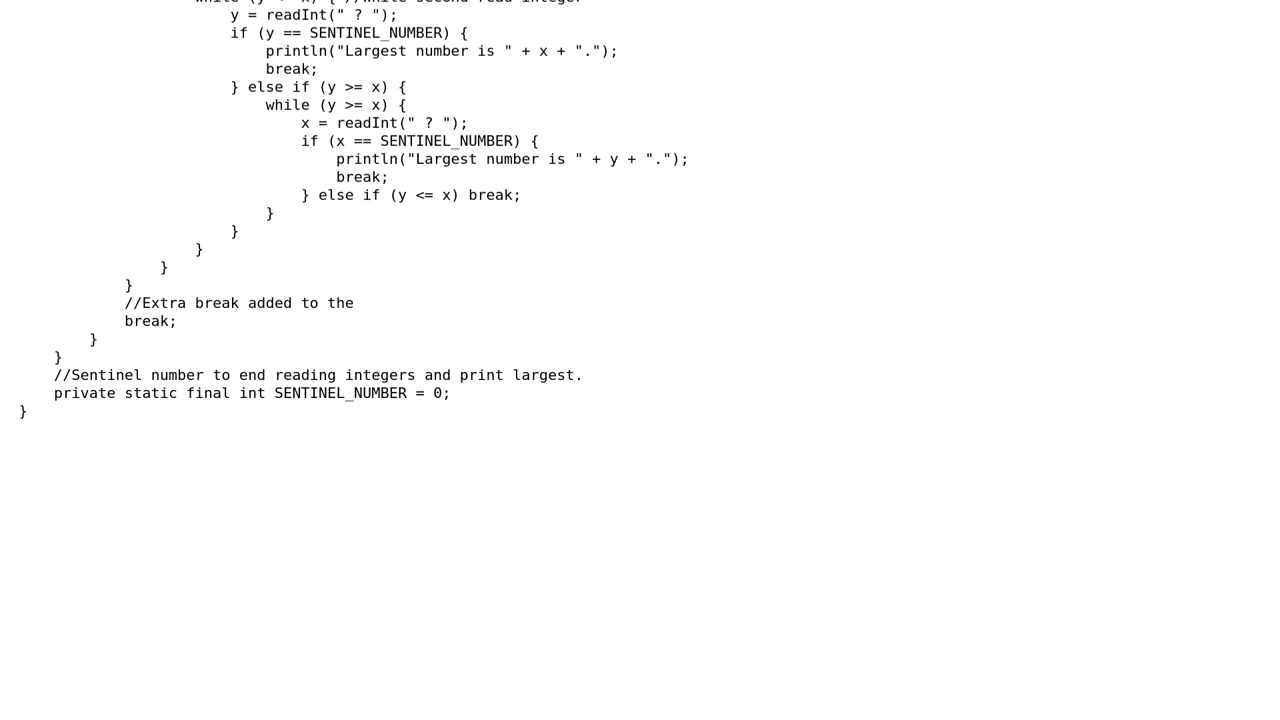 y = readInt(" ? ");
if (y == SENTINEL_NUMBER) {
println("Largest number is " + x + ".");
break;
} else if (y >= x) {
while (y >= x) {
x = readInt(" ? ");
if (x == SENTINEL_NUMBER) {
println("Largest number is " + y + ".");
break;
} else if (y <= x) break;
}
}
}
}
}
//Extra break added to the
break;
}
}
//Sentinel number to end reading integers and print largest.
private static final int SENTINEL_NUMBER = 0;
}